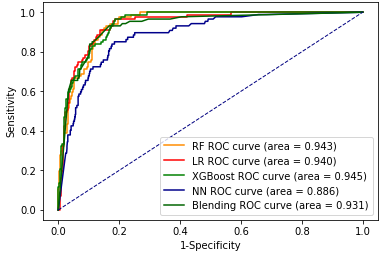 1.0
0.8
0.6
0.4
0.2
0.0
Sensitivity
RF ROC curve (area = 0.943)
LR ROC curve (area = 0.940)
XGBoost ROC curve (area = 0.945)
NN ROC curve (area = 0.886)
Blending ROC curve (area = 0.931)
0.0 0.2 0.4 0.6 0.8 1.0
1-Specificity